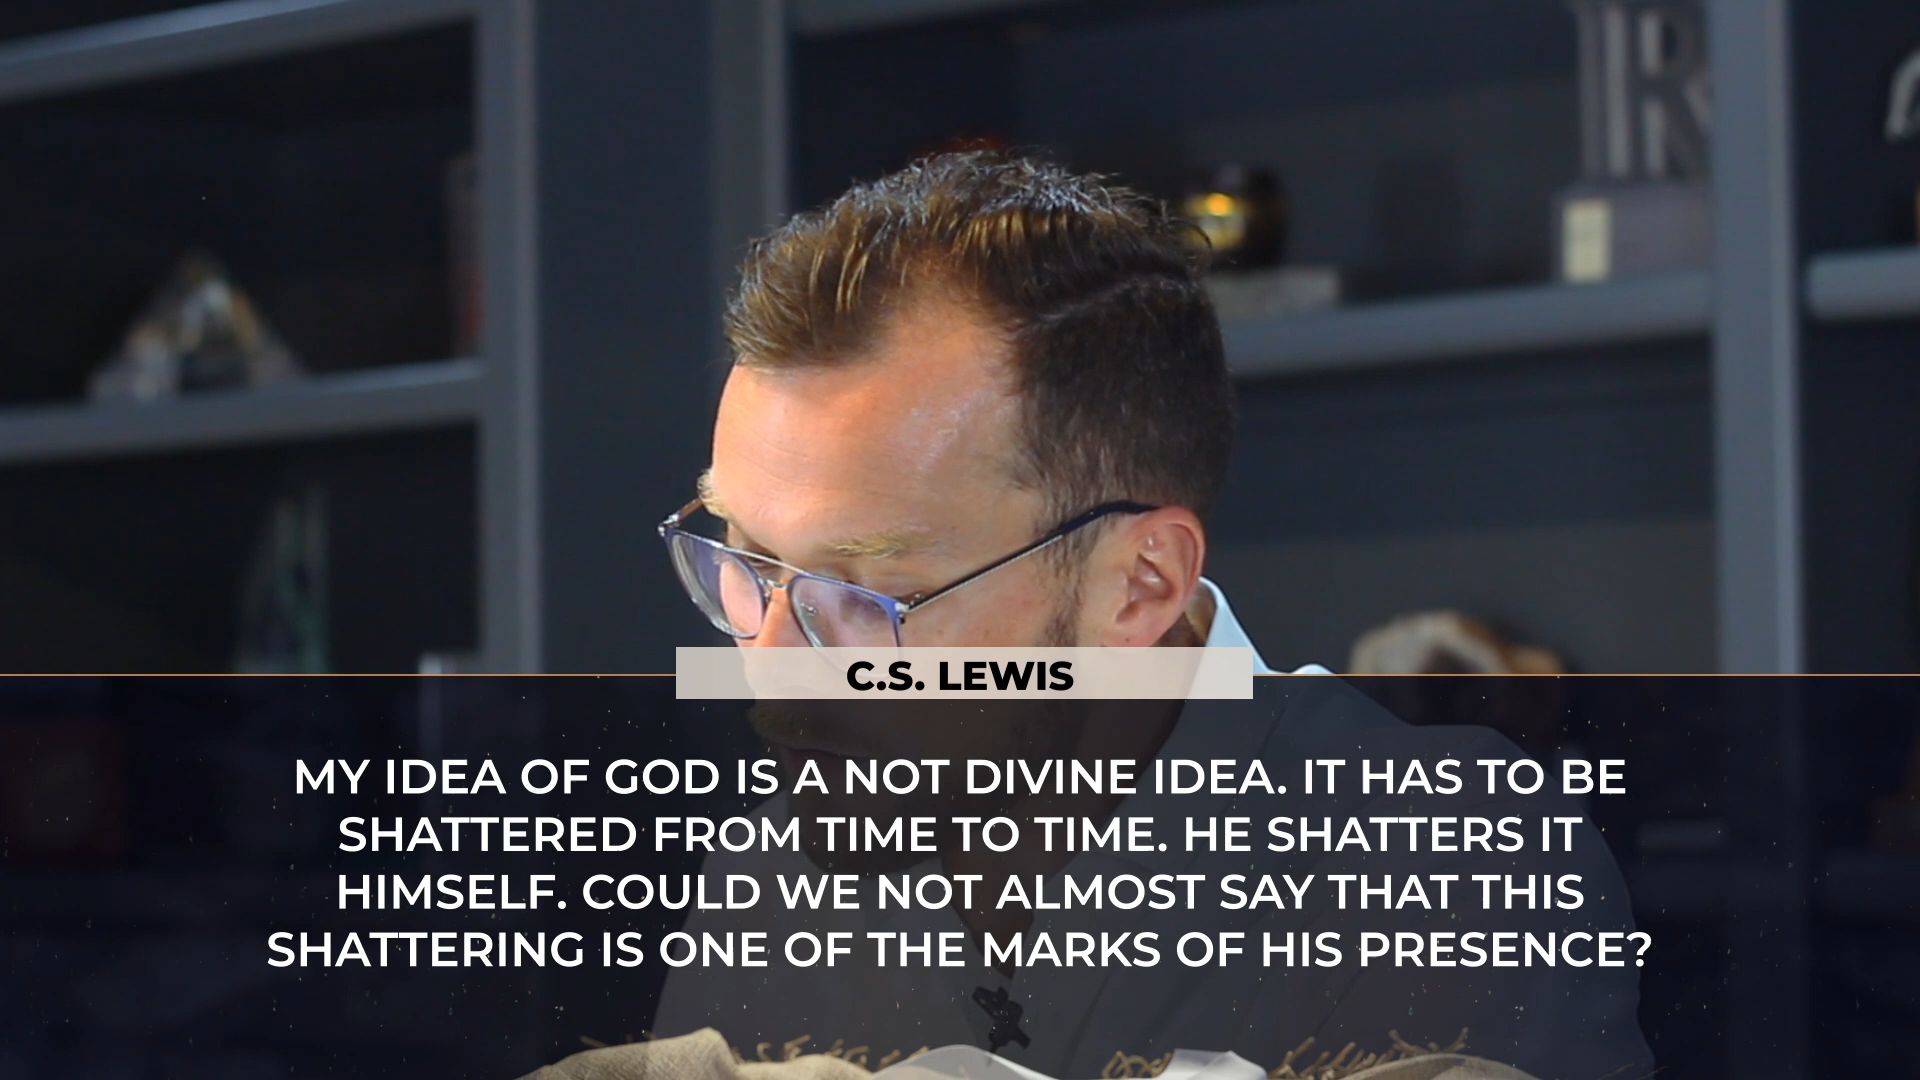 C.S. LEWIS
MY IDEA OF GOD IS A NOT DIVINE IDEA. IT HAS TO BE
SHATTERED FROM TIME TO TIME. HE SHATTERS IT
HIMSELF. COULD WE NOT ALMOST SAY THAT THIS
SHATTERING IS ONE OF THE MARKS OF HIS PRESENCE?